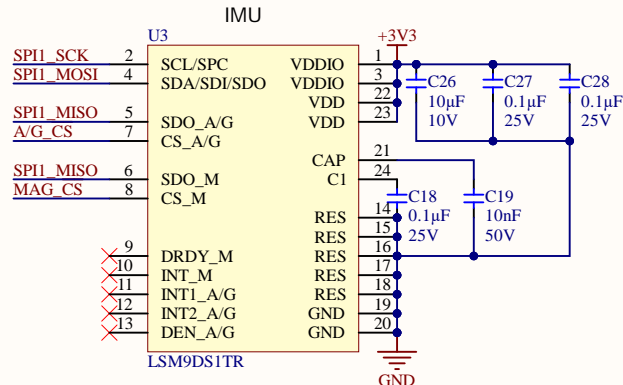 IMU
U3
+3V3
SPI1_SCK 2 SCL/SPC VDDIO 1
SPI1_MOSI 4 SDA/SDI/SDO VDDIO 3
VDD 22
SPI1_MISO 5 SDO_A/G VDD 23
A/G_CS 7 CS_A/G
C26 10μF 10V
C27 0.1μF 25V
C28 0.1μF 25V
CAP 21
SPI1_MISO 6 SDO_M C1 24
MAG_CS 8 CS_M
C18 0.1μF 25V
C19 10nF 50V
RES 14
RES 15
9 DRDY_M RES 16
10 INT_M RES 17
11 INT1_A/G RES 18
12 INT2_A/G GND 19
13 DEN_A/G GND 20
LSM9DS1TR
GND